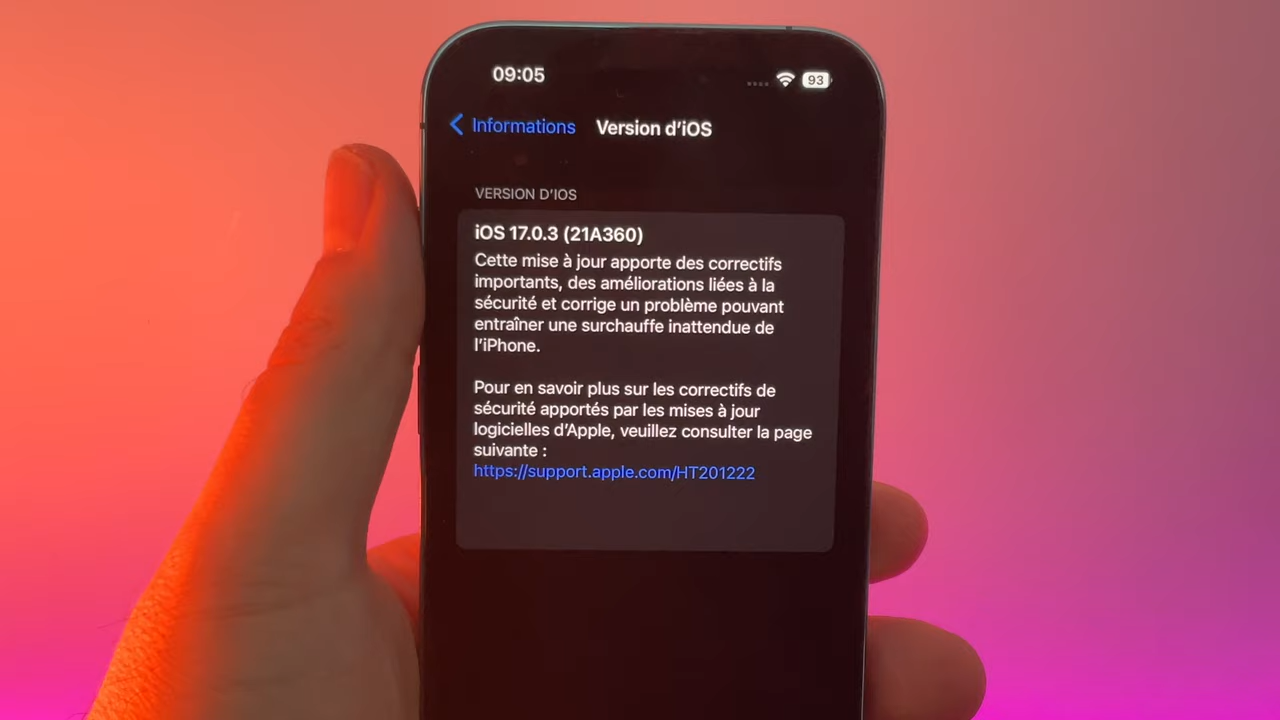 09:05
93
Informations
Version d'iOS
VERSION D'IOS
iOS 17.0.3 (21A360)
Cette mise à jour apporte des correctifs
importants, des améliorations liées à la
sécurité et corrige un problème pouvant
entraîner une surchauffe inattendue de
l'iPhone.
Pour en savoir plus sur les correctifs de
sécurité apportés par les mises à jour
logicielles d'Apple, veuillez consulter la page
suivante :
https://support.apple.com/HT201222